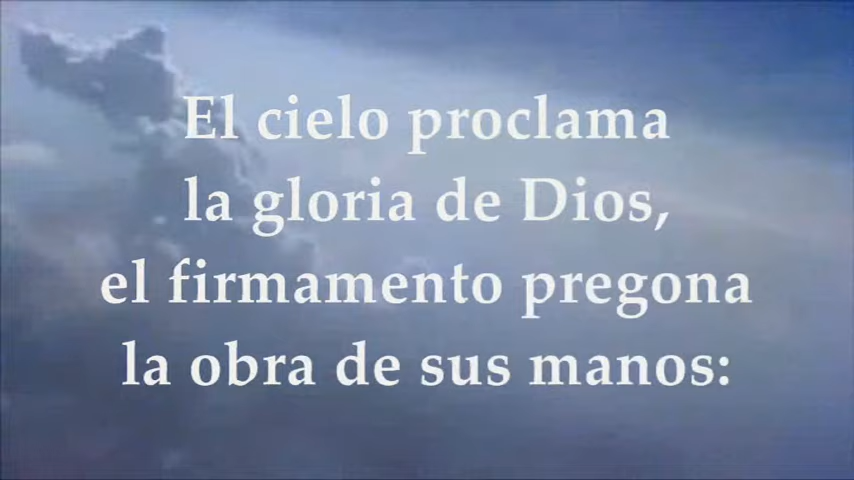 El cielo proclama
la gloria de Dios,
el firmamento pregona
la obra de sus manos: